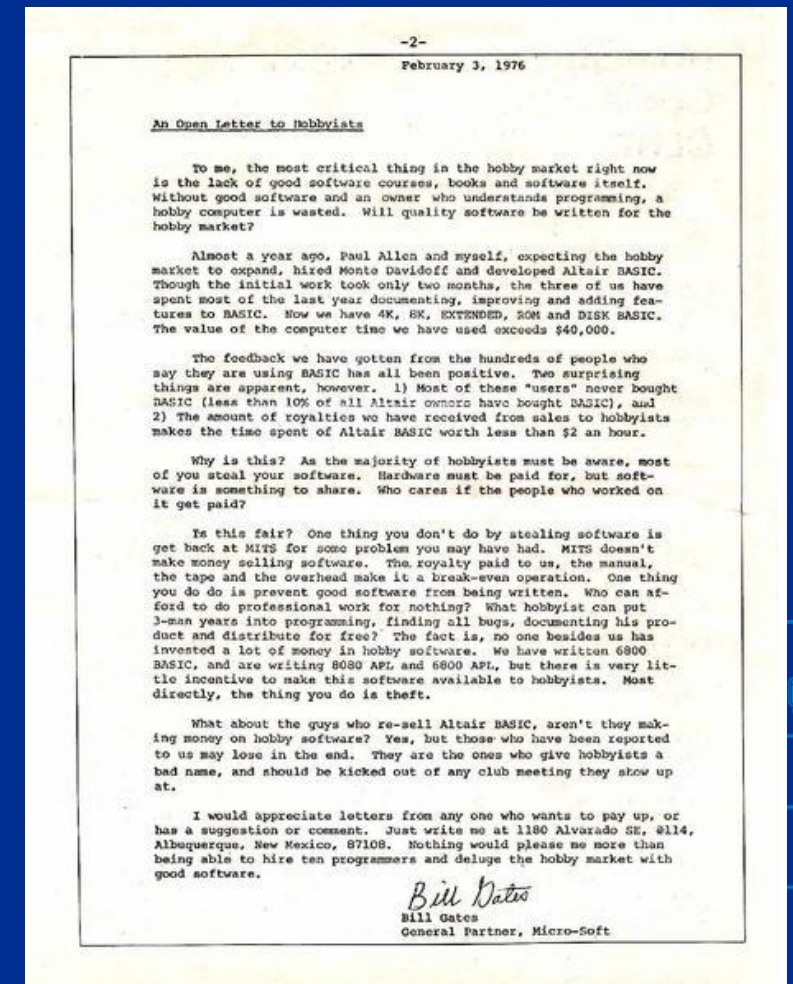 -2-
February 3, 1976
An Open Letter to Hobbyists
To me, the most critical thing in the hobby market right now
is the lack of good software courses, books and software itself.
Without good software and an owner who understands programming, a
hobby computer is wasted. Will quality software be written for the
hobby market?
Almost a year ago, Paul Allen and myself, expecting the hobby
market to expand, hired Monte Davidoff and developed Altair BASIC.
Though the initial work took only two months, the three of us have
spent most of the last year documenting, improving and adding fea-
tures to BASIC. Now we have 4K, 8K, EXTENDED, ROM and DISK BASIC.
The value of the computer time we have used exceeds $40,000.
The feedback we have gotten from the hundreds of people who
say they are using BASIC has all been positive. Two surprising
things are apparent, however. 1) Most of these "users" never bought
BASIC (less than 10% of all Altair owners have bought BASIC), and
2) The amount of royalties we have received from sales to hobbyists
makes the time spent of Altair BASIC worth less than $2 an hour.
Why is this? As the majority of hobbyists must be aware, most
of you steal your software. Hardware must be paid for, but soft-
ware is something to share. Who cares if the people who worked on
it get paid?
Is this fair? One thing you don't do by stealing software is
get back at MITS for some problem you may have had. MITS doesn't
make money selling software. The royalty paid to us, the manual,
the tape and the overhead make it a break-even operation. One thing
you do do is prevent good software from being written. Who can af-
ford to do professional work for nothing? What hobbyist can put
3-man years into programming, finding all bugs, documenting his pro-
duct and distribute for free? The fact is, no one besides us has
invested a lot of money in hobby software. We have written 6800
BASIC, and are writing 8080 APL and 6800 APL, but there is very lit-
tle incentive to make this software available to hobbyists. Most
directly, the thing you do is theft.
What about the guys who re-sell Altair BASIC, aren't they mak-
ing money on hobby software? Yes, but those who have been reported
to us may lose in the end. They are the ones who give hobbyists a
bad name, and should be kicked out of any club meeting they show up
at.
I would appreciate letters from any one who wants to pay up, or
has a suggestion or comment. Just write me at 1180 Alvarado SE, #114,
Albuquerque, New Mexico, 87108. Nothing would please me more than
being able to hire ten programmers and deluge the hobby market with
good software.
Bill Gates
Bill Gates
General Partner, Micro-Soft